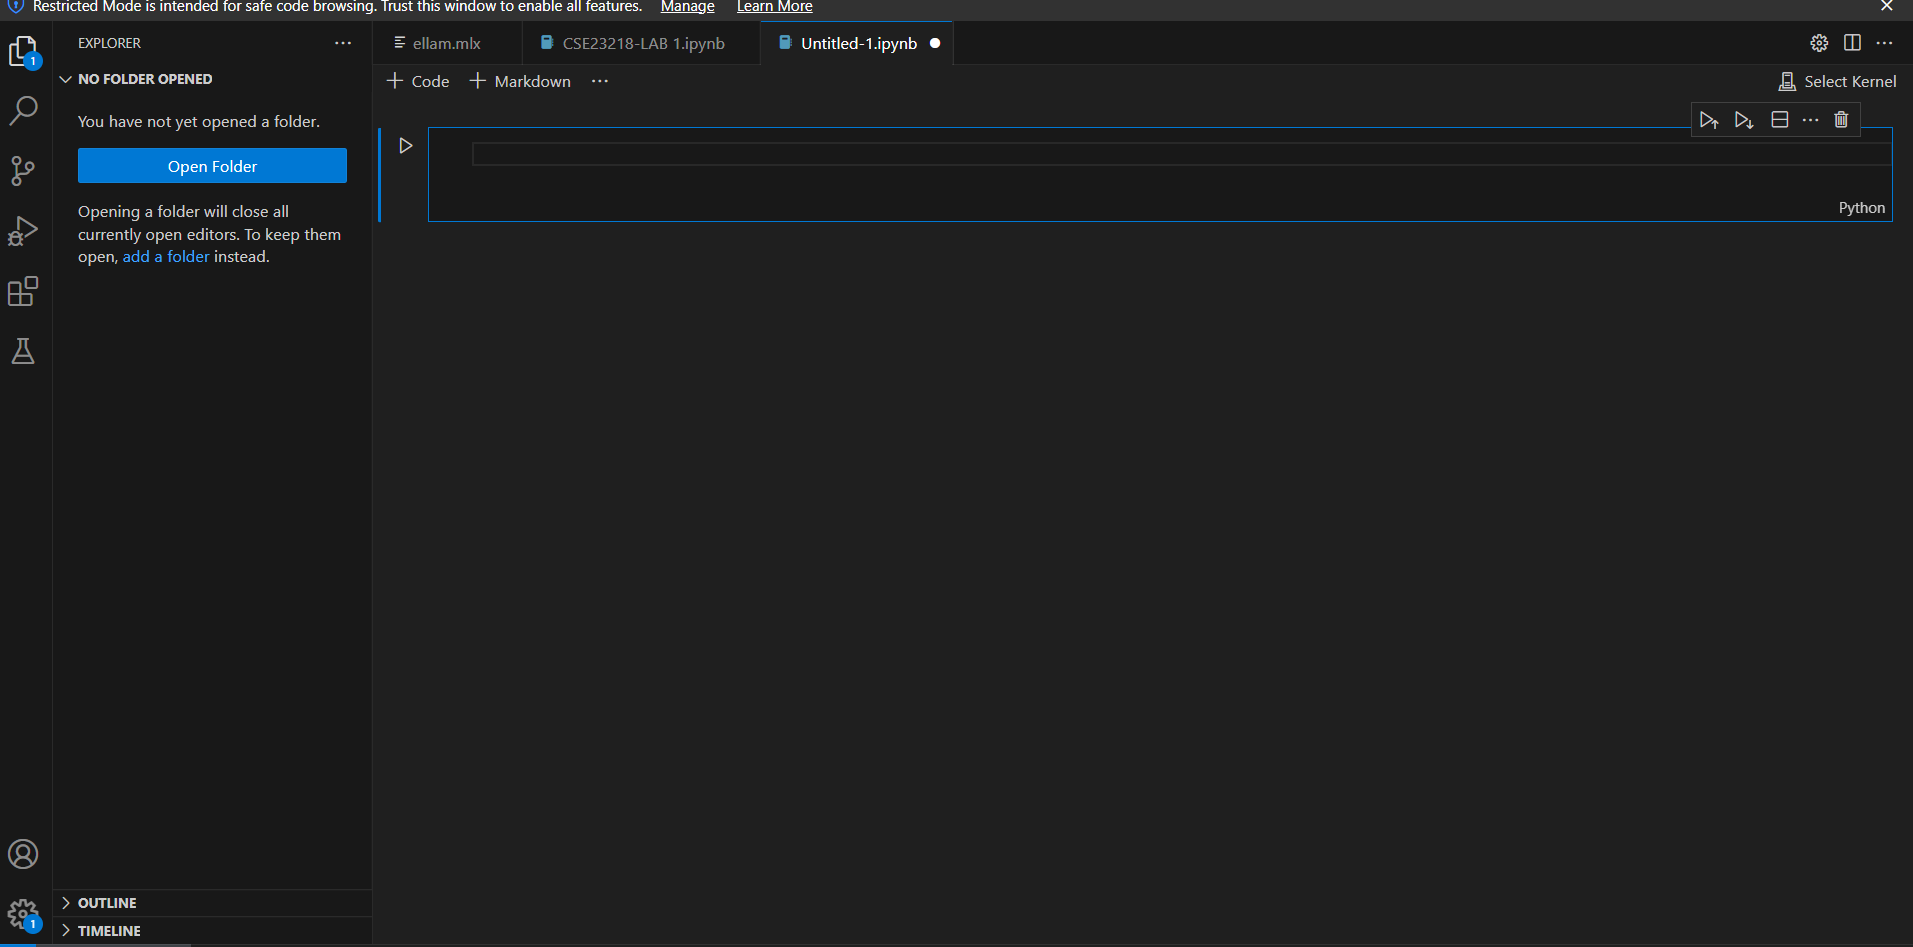 Restricted Mode is intended for safe code browsing. Trust this window to enable all features. Manage Learn More
EXPLORER
ellam.mlx
CSE23218-LAB 1.ipynb
Untitled-1.ipynb
1
NO FOLDER OPENED
Code
Markdown
Select Kernel
You have not yet opened a folder.
Open Folder
Opening a folder will close all
currently open editors. To keep them
open, add a folder instead.
Python
OUTLINE
1
TIMELINE